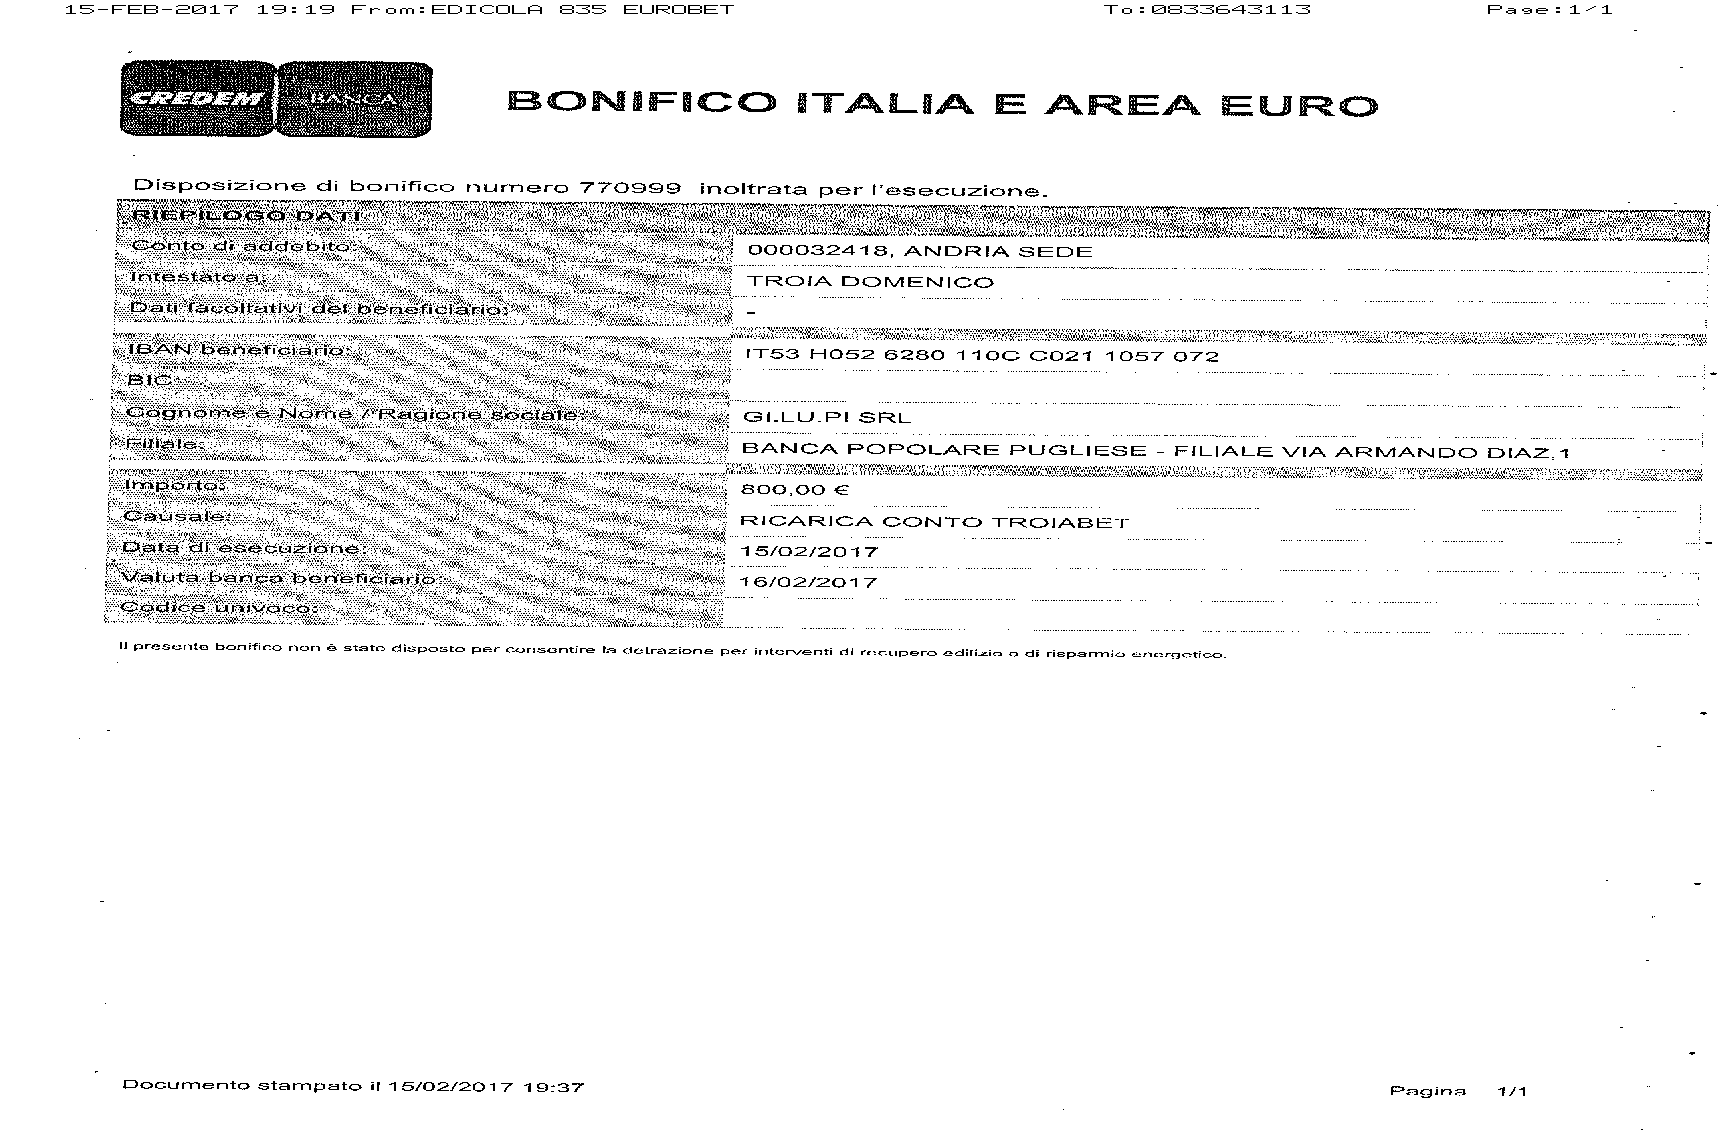 15-FEB-2017 19:19 From:EDICOLA 835 EUROBET To:0833643113 Page:1/1
CREDEM BANCA
BONIFICO ITALIA E AREA EURO
Disposizione di bonifico numero 770999 inoltrata per l'esecuzione.
RIEPILOGO DATI
Conto di addebito: 000032418, ANDRIA SEDE
Intestato a: TROIA DOMENICO
Dati facoltativi del beneficiario: -
IBAN beneficiario: IT53 H052 6280 110C C021 1057 072
BIC:
Cognome e Nome / Ragione sociale: GI.LU.PI SRL
Filiale: BANCA POPOLARE PUGLIESE - FILIALE VIA ARMANDO DIAZ,1
Importo: 800,00 €
Causale: RICARICA CONTO TROIABET
Data di esecuzione: 15/02/2017
Valuta banca beneficiario: 16/02/2017
Codice univoco:
Il presente bonifico non è stato disposto per consentire la detrazione per interventi di recupero edilizio o di risparmio energetico.
Documento stampato il 15/02/2017 19:37
Pagina 1/1